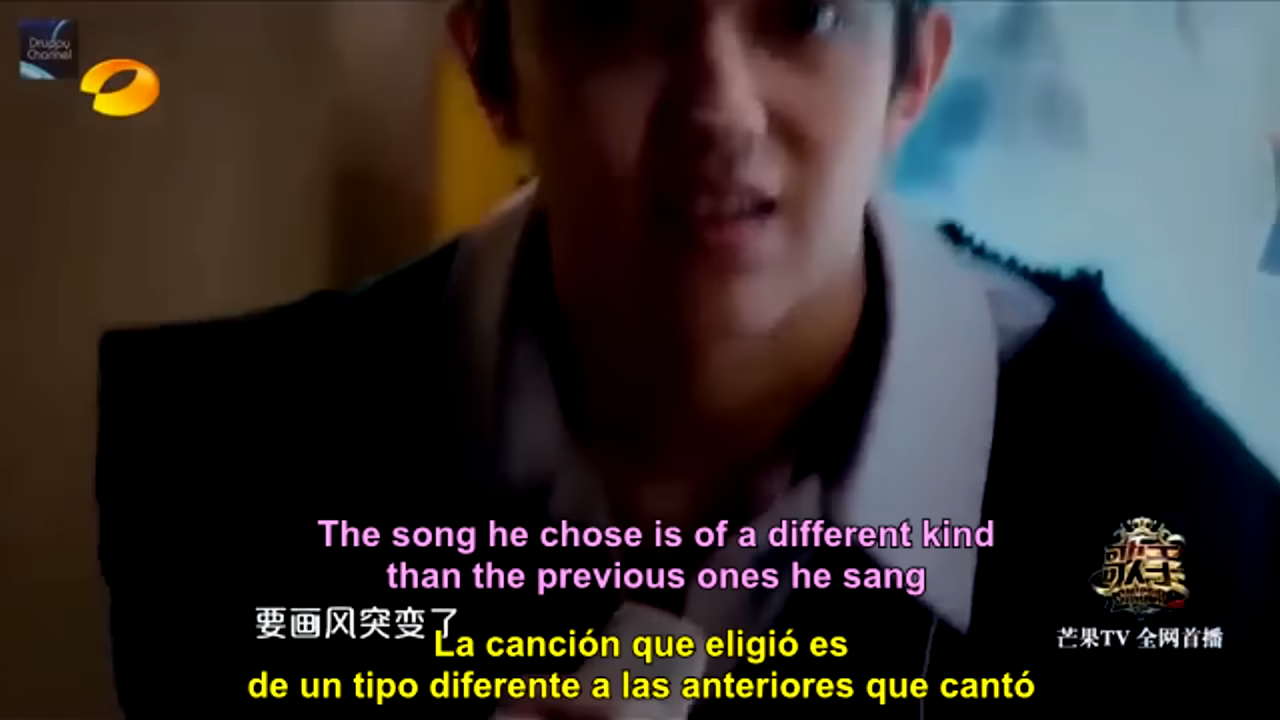 Druppy
Channel
The song he chose is of a different kind
than the previous ones he sang
要画风突变了
La canción que eligió es
de un tipo diferente a las anteriores que cantó
歌手
芒果TV 全网首播